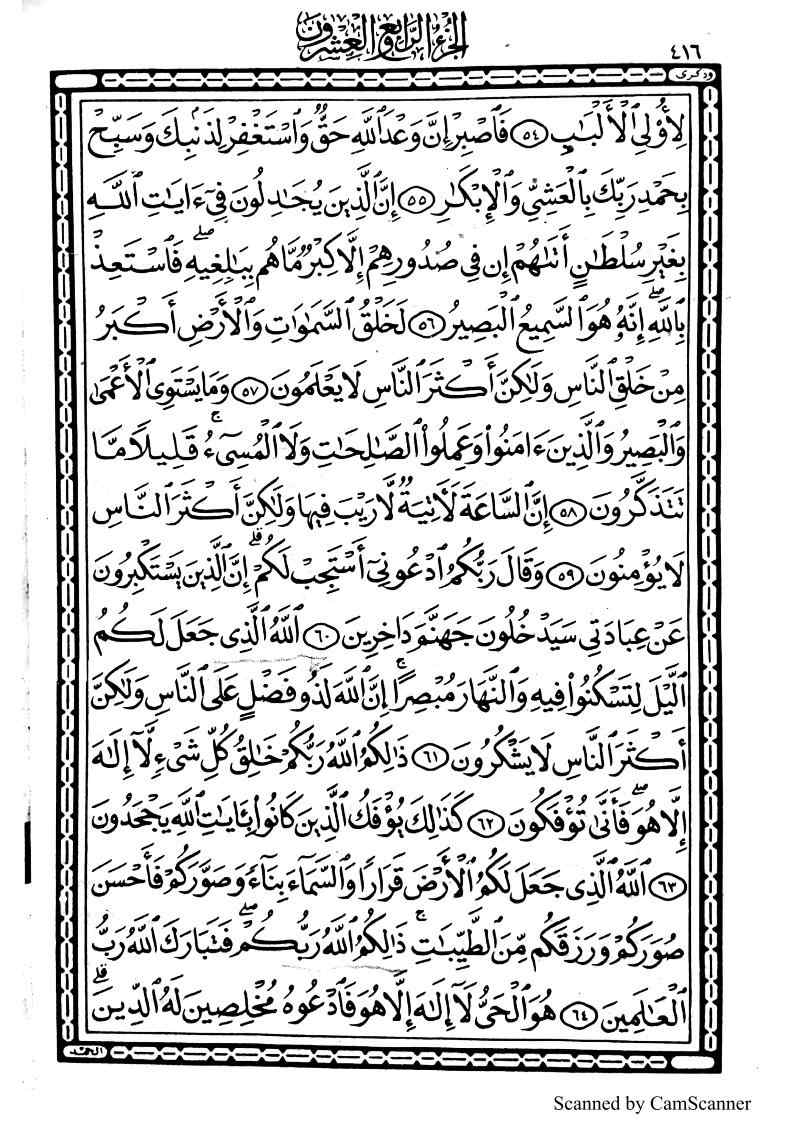 الجزء الرابع والعشرون
٤١٦
وذكرى
لِأُوْلِي ٱلۡأَلۡبَٰبِ ٥٤ فَٱصۡبِرۡ إِنَّ وَعۡدَ ٱللَّهِ حَقّٞ وَٱسۡتَغۡفِرۡ لِذَنۢبِكَ وَسَبِّحۡ
بِحَمۡدِ رَبِّكَ بِٱلۡعَشِيِّ وَٱلۡإِبۡكَٰرِ ٥٥ إِنَّ ٱلَّذِينَ يُجَٰدِلُونَ فِيٓ ءَايَٰتِ ٱللَّهِ
بِغَيۡرِ سُلۡطَٰنٍ أَتَىٰهُمۡ إِن فِي صُدُورِهِمۡ إِلَّا كِبۡرٞ مَّا هُم بِبَٰلِغِيهِۖ فَٱسۡتَعِذۡ
بِٱللَّهِۖ إِنَّهُۥ هُوَ ٱلسَّمِيعُ ٱلۡبَصِيرُ ٥٦ لَخَلۡقُ ٱلسَّمَٰوَٰتِ وَٱلۡأَرۡضِ أَكۡبَرُ
مِنۡ خَلۡقِ ٱلنَّاسِ وَلَٰكِنَّ أَكۡثَرَ ٱلنَّاسِ لَا يَعۡلَمُونَ ٥٧ وَمَا يَسۡتَوِي ٱلۡأَعۡمَىٰ
وَٱلۡبَصِيرُ وَٱلَّذِينَ ءَامَنُواْ وَعَمِلُواْ ٱلصَّٰلِحَٰتِ وَلَا ٱلۡمُسِيٓءُۚ قَلِيلٗا مَّا
تَتَذَكَّرُونَ ٥٨ إِنَّ ٱلسَّاعَةَ لَأٓتِيَةٞ لَّا رَيۡبَ فِيهَا وَلَٰكِنَّ أَكۡثَرَ ٱلنَّاسِ
لَا يُؤۡمِنُونَ ٥٩ وَقَالَ رَبُّكُمُ ٱدۡعُونِيٓ أَسۡتَجِبۡ لَكُمۡۚ إِنَّ ٱلَّذِينَ يَسۡتَكۡبِرُونَ
عَنۡ عِبَادَتِي سَيَدۡخُلُونَ جَهَنَّمَ دَاخِرِينَ ٦٠ ٱللَّهُ ٱلَّذِي جَعَلَ لَكُمُ
ٱلَّيۡلَ لِتَسۡكُنُواْ فِيهِ وَٱلنَّهَارَ مُبۡصِرًاۚ إِنَّ ٱللَّهَ لَذُو فَضۡلٍ عَلَى ٱلنَّاسِ وَلَٰكِنَّ
أَكۡثَرَ ٱلنَّاسِ لَا يَشۡكُرُونَ ٦١ ذَٰلِكُمُ ٱللَّهُ رَبُّكُمۡ خَٰلِقُ كُلِّ شَيۡءٖ لَّآ إِلَٰهَ
إِلَّا هُوَۖ فَأَنَّىٰ تُؤۡفَكُونَ ٦٢ كَذَٰلِكَ يُؤۡفَكُ ٱلَّذِينَ كَانُواْ بِـَٔايَٰتِ ٱللَّهِ يَجۡحَدُونَ
٦٣ ٱللَّهُ ٱلَّذِي جَعَلَ لَكُمُ ٱلۡأَرۡضَ قَرَارٗا وَٱلسَّمَآءَ بِنَآءٗ وَصَوَّرَكُمۡ فَأَحۡسَنَ
صُوَرَكُمۡ وَرَزَقَكُم مِّنَ ٱلطَّيِّبَٰتِۚ ذَٰلِكُمُ ٱللَّهُ رَبُّكُمۡۖ فَتَبَارَكَ ٱللَّهُ رَبُّ
ٱلۡعَٰلَمِينَ ٦٤ هُوَ ٱلۡحَيُّ لَآ إِلَٰهَ إِلَّا هُوَ فَٱدۡعُوهُ مُخۡلِصِينَ لَهُ ٱلدِّينَۗ
الحمد
Scanned by CamScanner